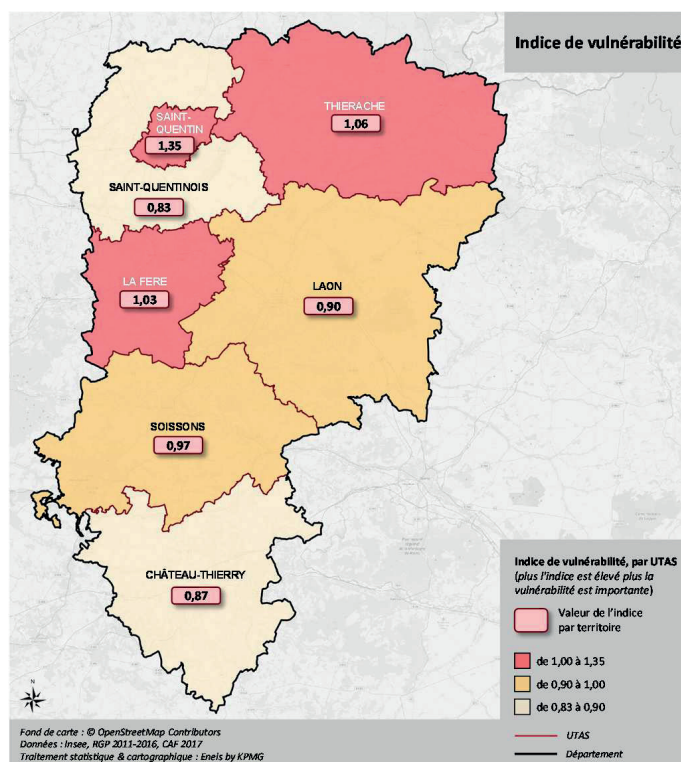 Indice de vulnérabilité
THIERACHE
1,06
SAINT-
QUENTIN
1,35
SAINT-QUENTINOIS
0,83
LA FERE
1,03
LAON
0,90
SOISSONS
0,97
CHÂTEAU-THIERRY
0,87
Indice de vulnérabilité, par UTAS
(plus l'indice est élevé plus la
vulnérabilité est importante)
Valeur de l'indice
par territoire
de 1,00 à 1,35
de 0,90 à 1,00
de 0,83 à 0,90
UTAS
Département
N
Fond de carte : © OpenStreetMap Contributors
Données : Insee, RGP 2011-2016, CAF 2017
Traitement statistique & cartographique : Eneis by KPMG